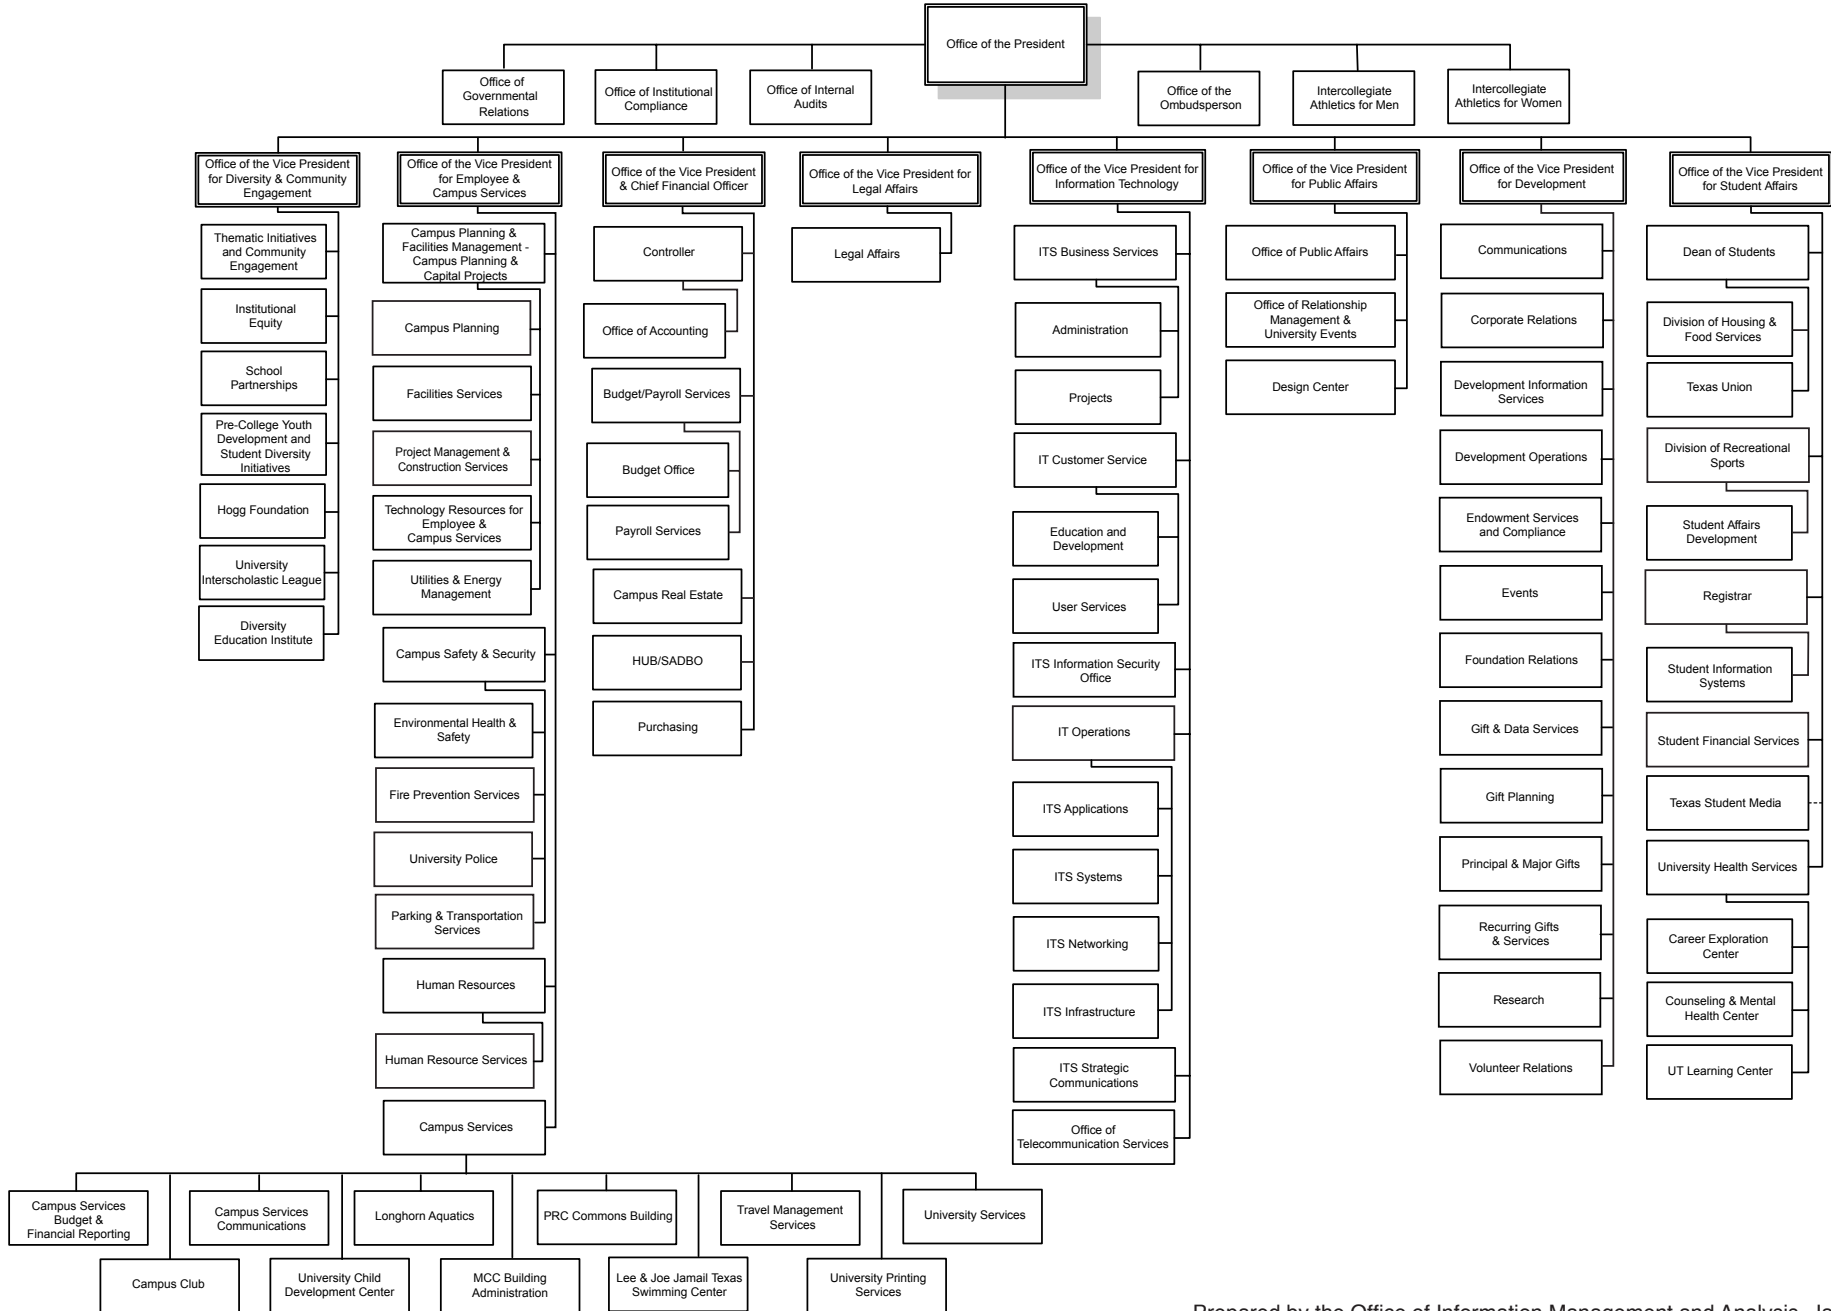 Office of the President
Office of
Governmental
Relations
Office of Institutional
Compliance
Office of Internal
Audits
Office of the
Ombudsperson
Intercollegiate
Athletics for Men
Intercollegiate
Athletics for Women
Office of the Vice President
for Diversity & Community
Engagement
Thematic Initiatives
and Community
Engagement
Institutional
Equity
School
Partnerships
Pre-College Youth
Development and
Student Diversity
Initiatives
Hogg Foundation
University
Interscholastic League
Diversity
Education Institute
Office of the Vice President
for Employee &
Campus Services
Campus Planning &
Facilities Management -
Campus Planning &
Capital Projects
Campus Planning
Facilities Services
Project Management &
Construction Services
Technology Resources for
Employee &
Campus Services
Utilities & Energy
Management
Campus Safety & Security
Environmental Health &
Safety
Fire Prevention Services
University Police
Parking & Transportation
Services
Human Resources
Human Resource Services
Campus Services
Campus Services
Budget &
Financial Reporting
Campus Club
Campus Services
Communications
University Child
Development Center
Longhorn Aquatics
MCC Building
Administration
PRC Commons Building
Lee & Joe Jamail Texas
Swimming Center
Travel Management
Services
University Printing
Services
University Services
Office of the Vice President
& Chief Financial Officer
Controller
Office of Accounting
Budget/Payroll Services
Budget Office
Payroll Services
Campus Real Estate
HUB/SADBO
Purchasing
Office of the Vice President for
Legal Affairs
Legal Affairs
Office of the Vice President for
Information Technology
ITS Business Services
Administration
Projects
IT Customer Service
Education and
Development
User Services
ITS Information Security
Office
IT Operations
ITS Applications
ITS Systems
ITS Networking
ITS Infrastructure
ITS Strategic
Communications
Office of
Telecommunication Services
Office of the Vice President
for Public Affairs
Office of Public Affairs
Office of Relationship
Management &
University Events
Design Center
Office of the Vice President
for Development
Communications
Corporate Relations
Development Information
Services
Development Operations
Endowment Services
and Compliance
Events
Foundation Relations
Gift & Data Services
Gift Planning
Principal & Major Gifts
Recurring Gifts
& Services
Research
Volunteer Relations
Office of the Vice President
for Student Affairs
Dean of Students
Division of Housing &
Food Services
Texas Union
Division of Recreational
Sports
Student Affairs
Development
Registrar
Student Information
Systems
Student Financial Services
Texas Student Media
University Health Services
Career Exploration
Center
Counseling & Mental
Health Center
UT Learning Center
Prepared by the Office of Information Management and Analysis